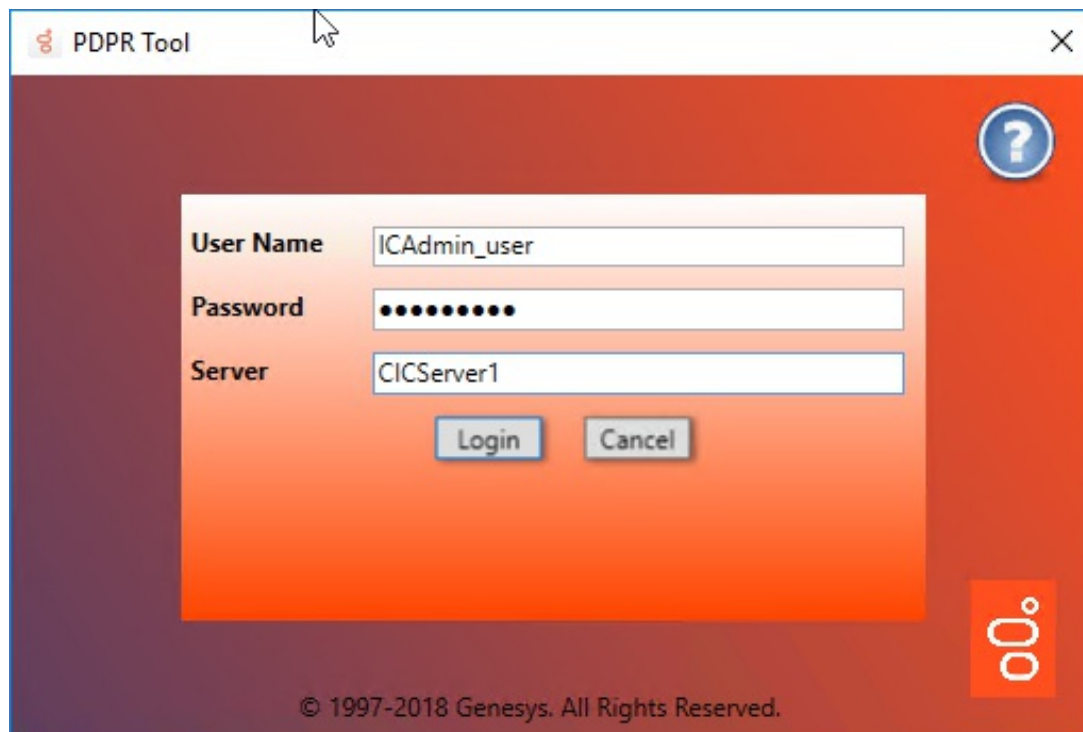 PDPR Tool
?
User Name ICAdmin_user
Password •••••••••
Server CICServer1
Login Cancel
© 1997-2018 Genesys. All Rights Reserved.